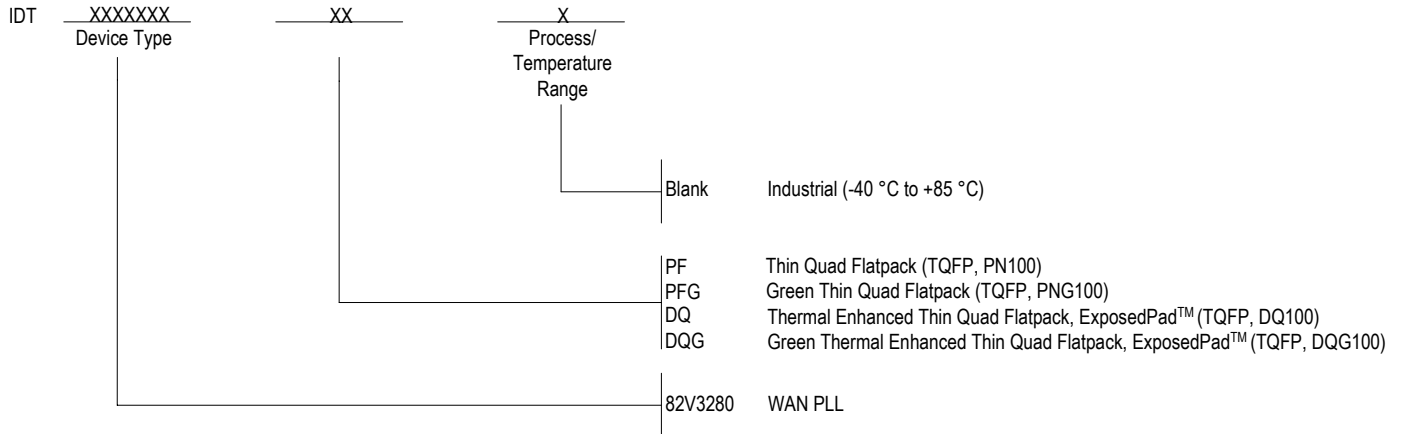 IDT XXXXXXX XX X
Device Type
Process/
Temperature
Range
Blank Industrial (-40 °C to +85 °C)
PF Thin Quad Flatpack (TQFP, PN100)
PFG Green Thin Quad Flatpack (TQFP, PNG100)
DQ Thermal Enhanced Thin Quad Flatpack, ExposedPad™ (TQFP, DQ100)
DQG Green Thermal Enhanced Thin Quad Flatpack, ExposedPad™ (TQFP, DQG100)
82V3280 WAN PLL